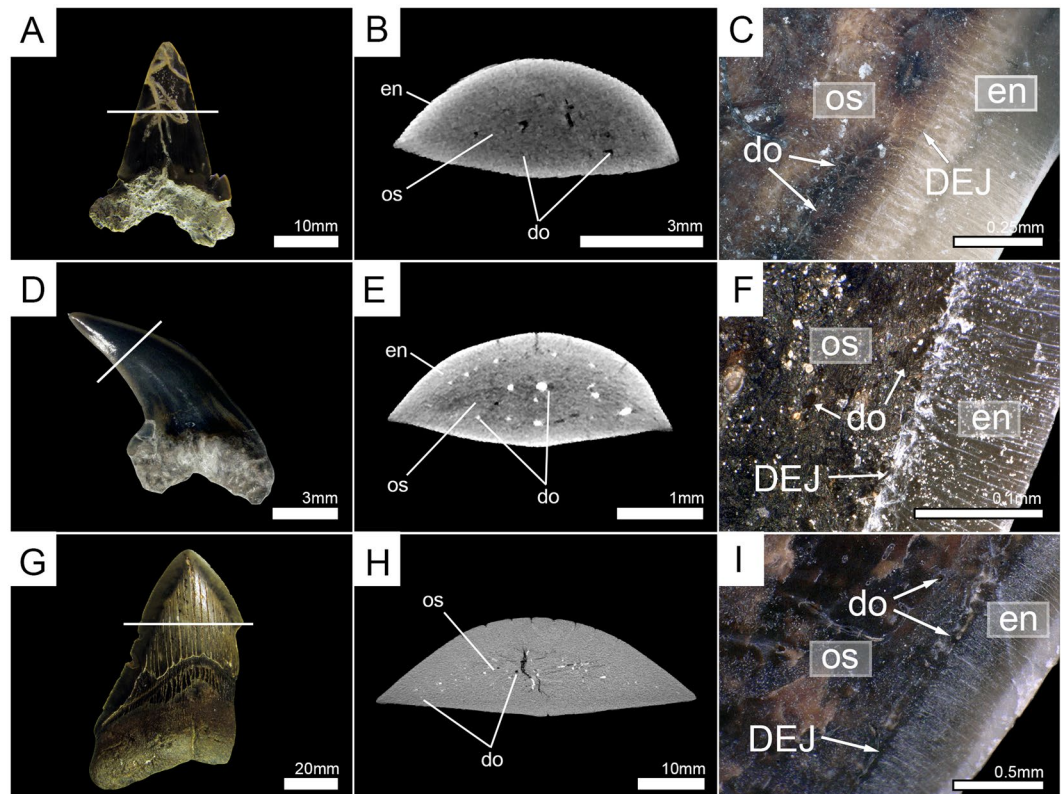 A
10mm
B
en
os
do
3mm
C
os
en
do
DEJ
0.25mm
D
3mm
E
en
os
do
1mm
F
os
do
en
DEJ
0.1mm
G
20mm
H
os
do
10mm
I
do
en
os
DEJ
0.5mm